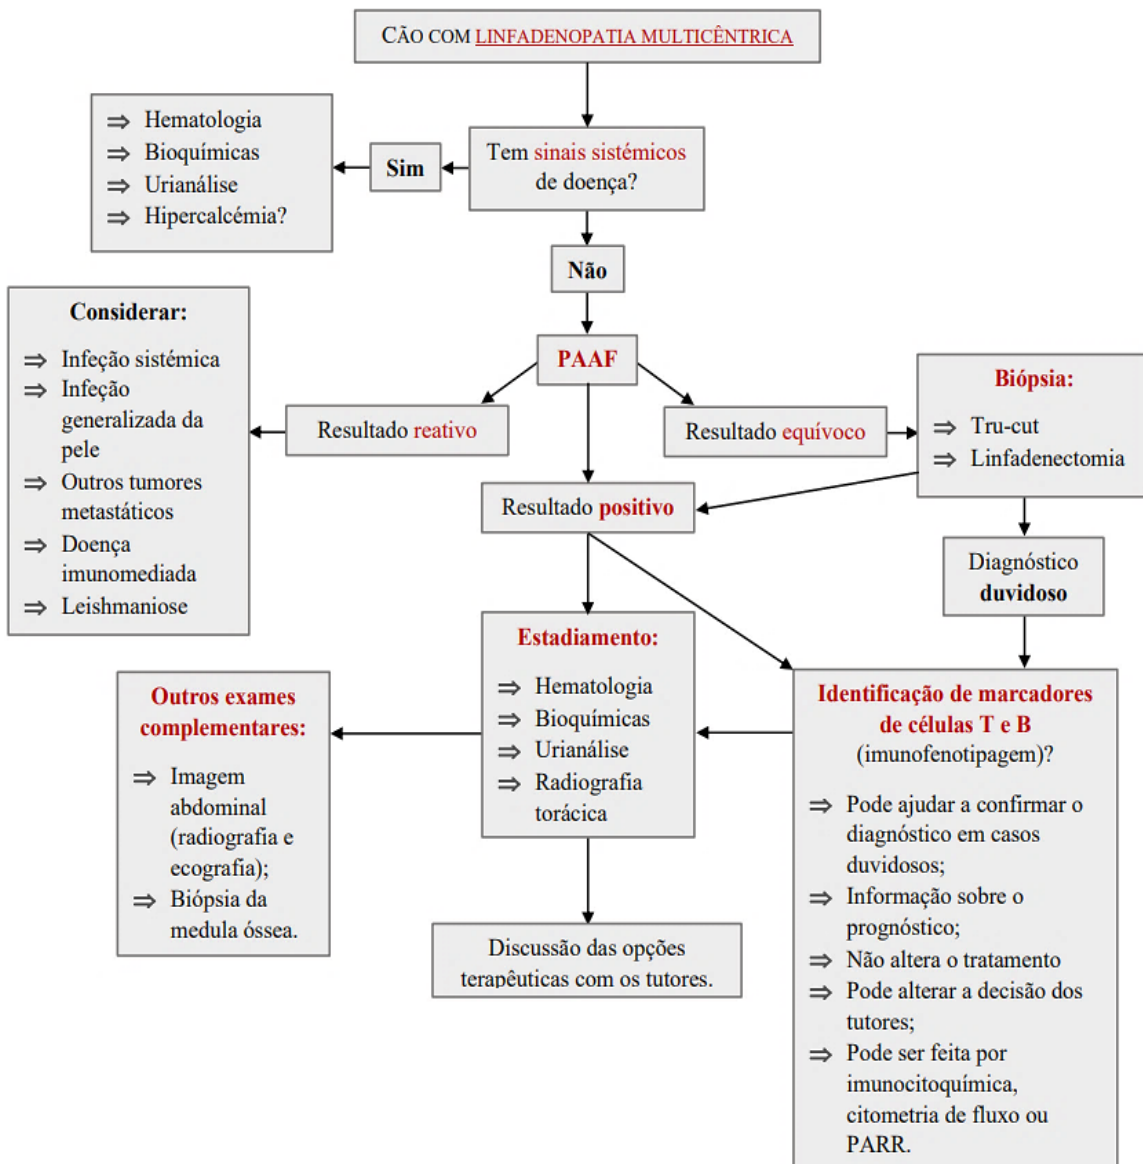 CÃO COM LINFADENOPATIA MULTICÊNTRICA
⇒ Hematologia
⇒ Bioquímicas
⇒ Urianálise
⇒ Hipercalcémia?
Sim
Tem sinais sistémicos
de doença?
Não
Considerar:
⇒ Infeção sistémica
⇒ Infeção
generalizada da
pele
⇒ Outros tumores
metastáticos
⇒ Doença
imunomediada
⇒ Leishmaniose
PAAF
Resultado reativo
Resultado equívoco
Biópsia:
⇒ Tru-cut
⇒ Linfadenectomia
Resultado positivo
Diagnóstico
duvidoso
Estadiamento:
⇒ Hematologia
⇒ Bioquímicas
⇒ Urianálise
⇒ Radiografia
torácica
Outros exames
complementares:
⇒ Imagem
abdominal
(radiografia e
ecografia);
⇒ Biópsia da
medula óssea.
Identificação de marcadores
de células T e B
(imunofenotipagem)?
⇒ Pode ajudar a confirmar o
diagnóstico em casos
duvidosos;
⇒ Informação sobre o
prognóstico;
⇒ Não altera o tratamento
⇒ Pode alterar a decisão dos
tutores;
⇒ Pode ser feita por
imunocitoquímica,
citometria de fluxo ou
PARR.
Discussão das opções
terapêuticas com os tutores.